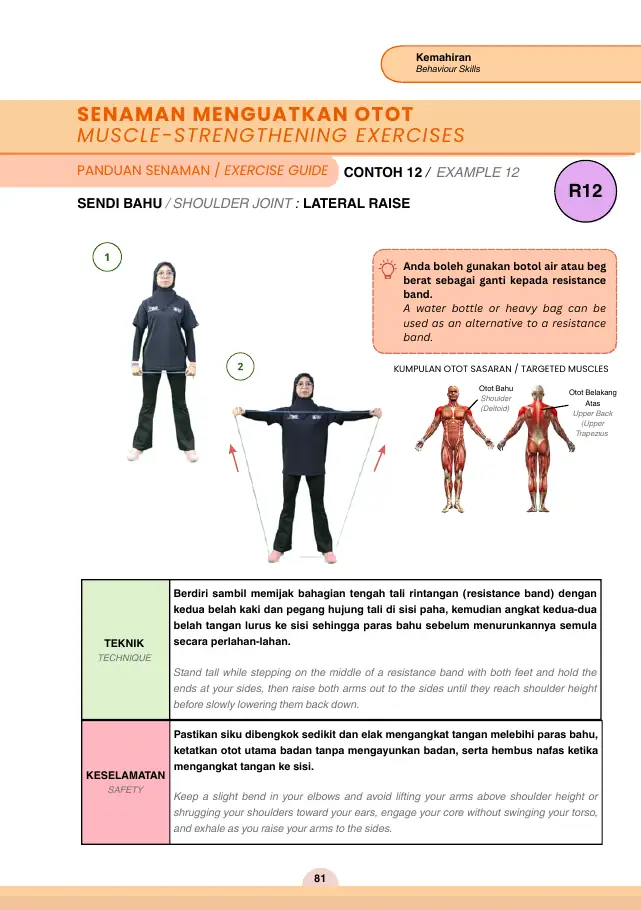 Kemahiran
Behaviour Skills
SENAMAN MENGUATKAN OTOT
MUSCLE-STRENGTHENING EXERCISES
PANDUAN SENAMAN / EXERCISE GUIDE
CONTOH 12 / EXAMPLE 12
R12
SENDI BAHU / SHOULDER JOINT : LATERAL RAISE
1
Anda boleh gunakan botol air atau beg
berat sebagai ganti kepada resistance
band.
A water bottle or heavy bag can be
used as an alternative to a resistance
band.
2
KUMPULAN OTOT SASARAN / TARGETED MUSCLES
Otot Bahu
Shoulder
(Deltoid)
Otot Belakang
Atas
Upper Back
(Upper
Trapezius
TEKNIK
TECHNIQUE
Berdiri sambil memijak bahagian tengah tali rintangan (resistance band) dengan
kedua belah kaki dan pegang hujung tali di sisi paha, kemudian angkat kedua-dua
belah tangan lurus ke sisi sehingga paras bahu sebelum menurunkannya semula
secara perlahan-lahan.
Stand tall while stepping on the middle of a resistance band with both feet and hold the
ends at your sides, then raise both arms out to the sides until they reach shoulder height
before slowly lowering them back down.
KESELAMATAN
SAFETY
Pastikan siku dibengkok sedikit dan elak mengangkat tangan melebihi paras bahu,
ketatkan otot utama badan tanpa mengayunkan badan, serta hembus nafas ketika
mengangkat tangan ke sisi.
Keep a slight bend in your elbows and avoid lifting your arms above shoulder height or
shrugging your shoulders toward your ears, engage your core without swinging your torso,
and exhale as you raise your arms to the sides.
81